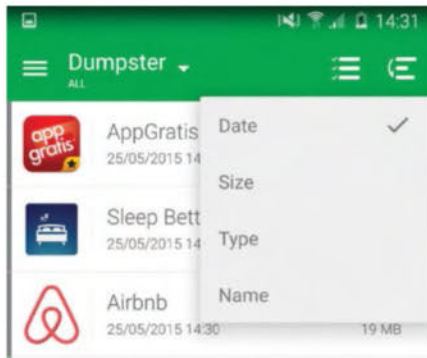 14:31
Dumpster
ALL
Date
Size
Type
Name
app
gratis
AppGratis
25/05/2015 14
Sleep Bett
25/05/2015 14
Airbnb
25/05/2015 14:30
19 MB